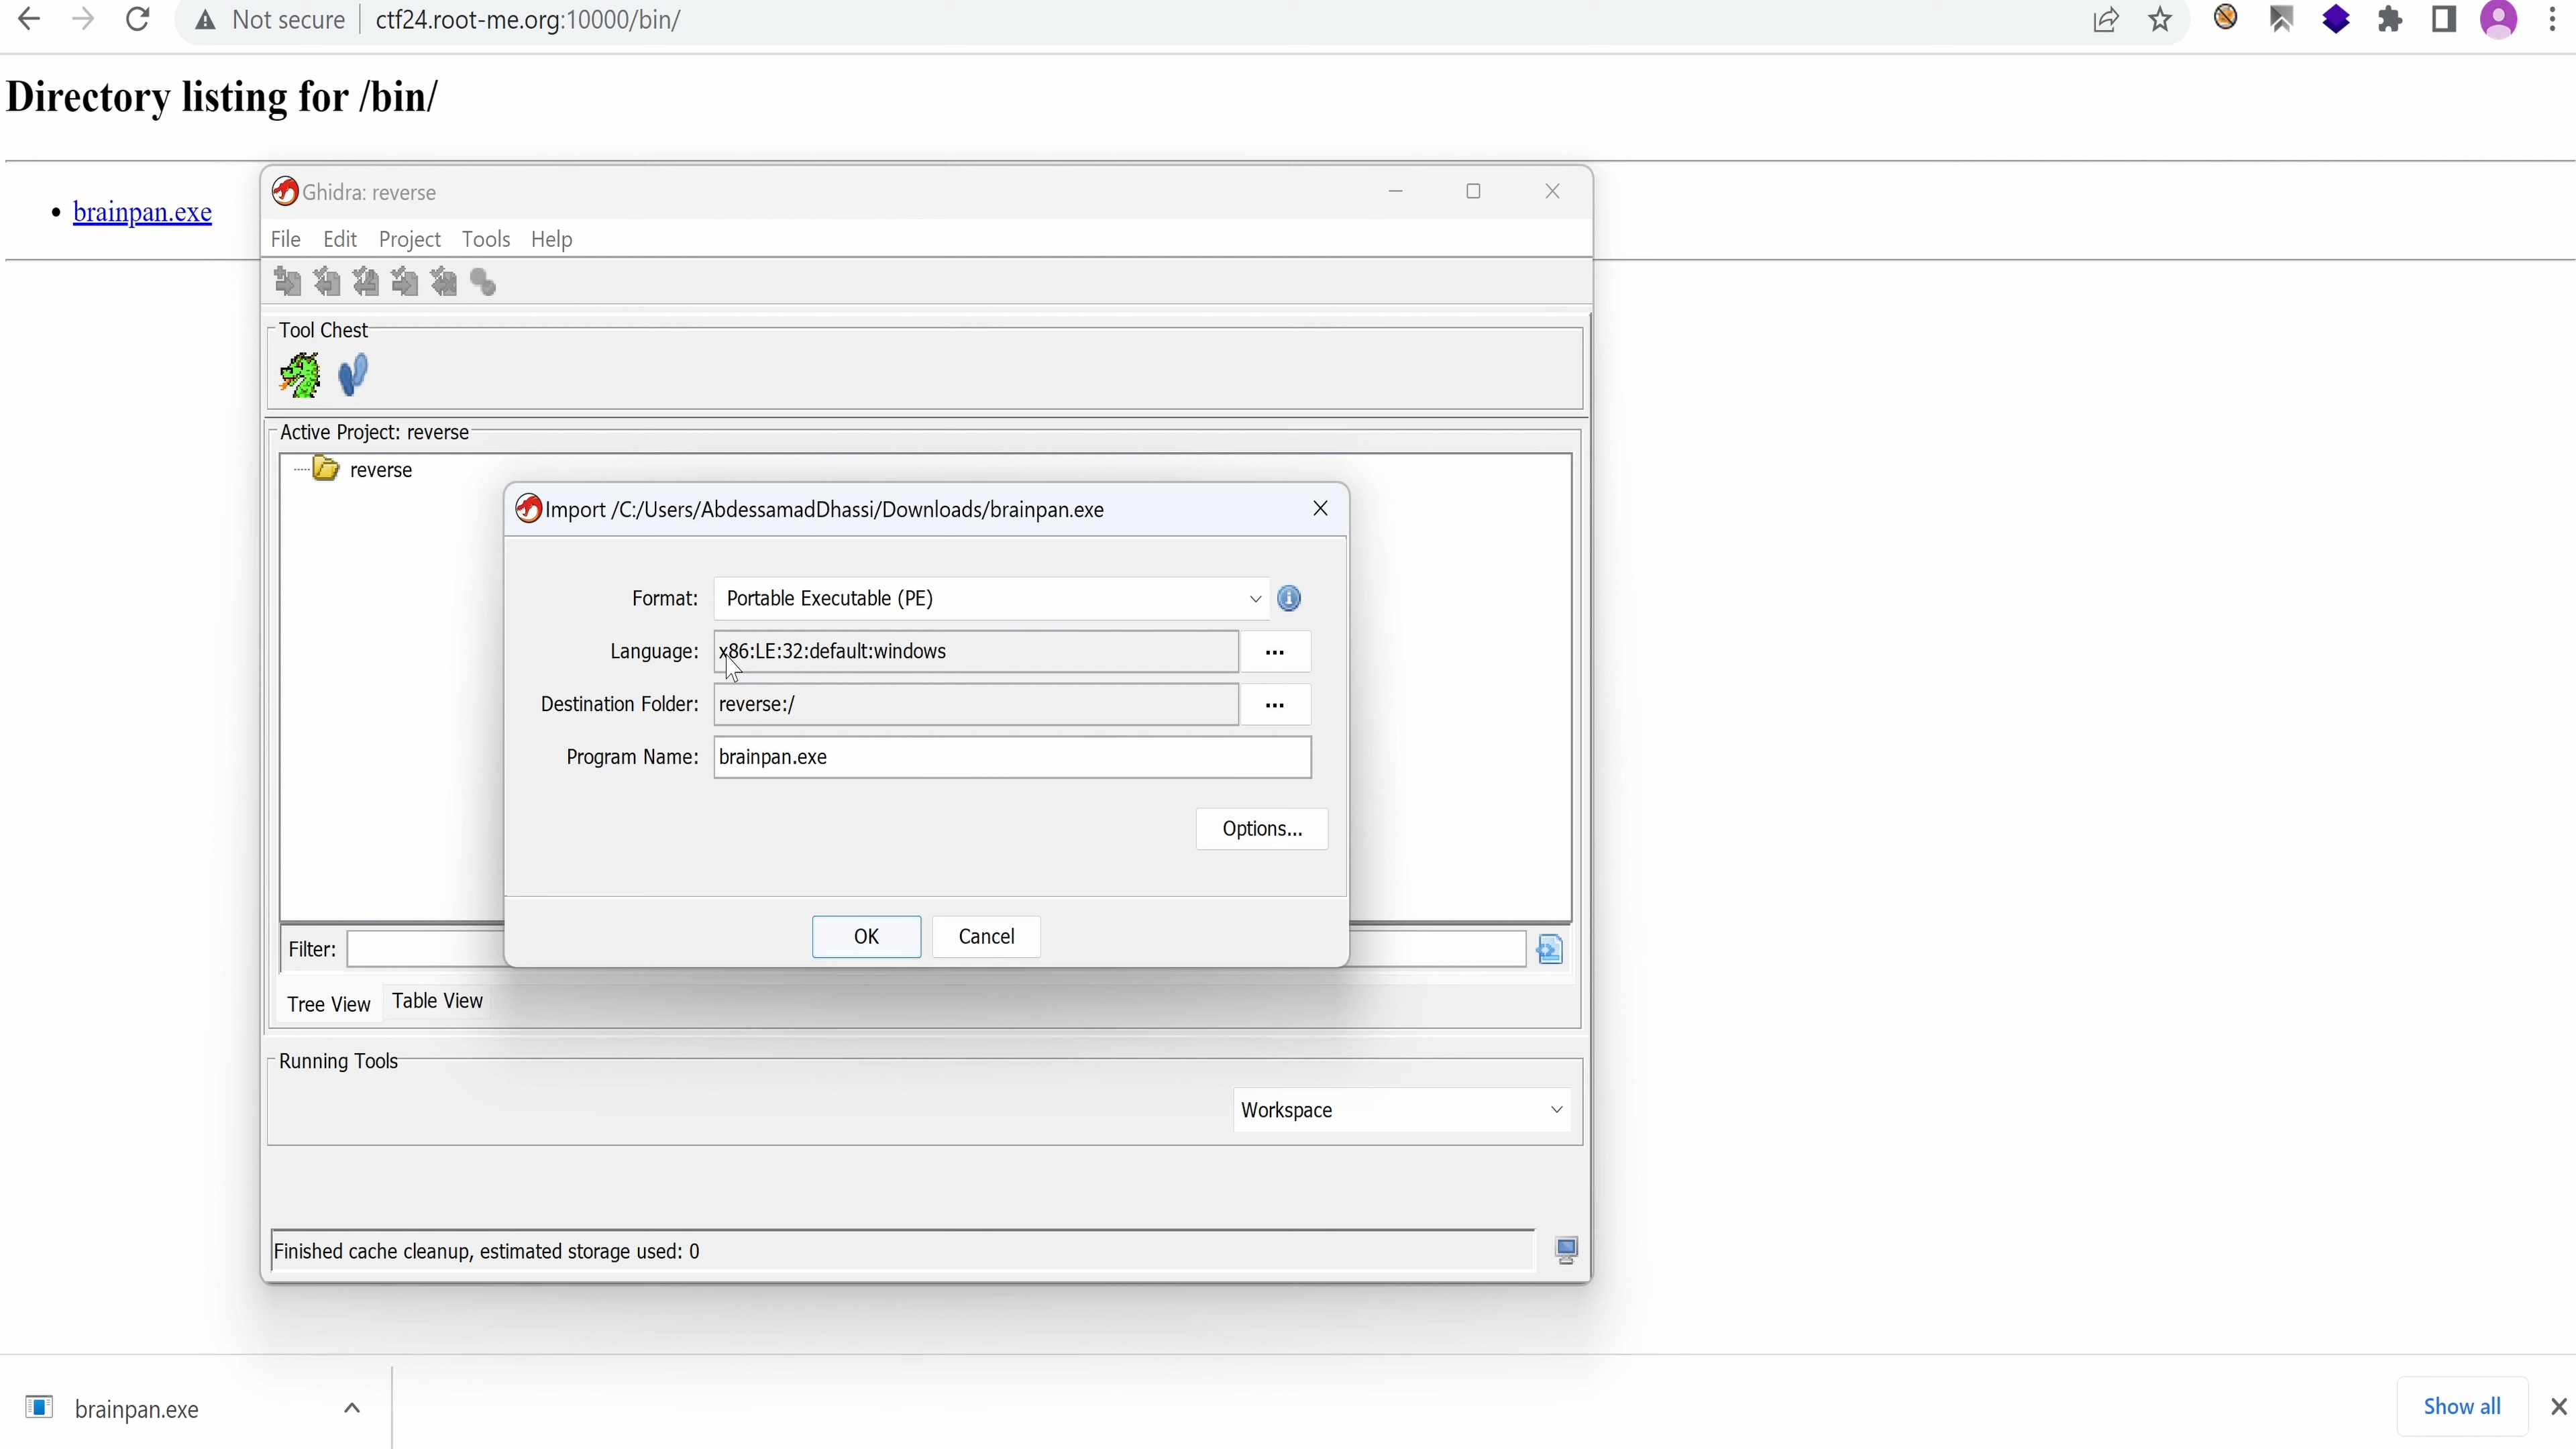 Not secure | ctf24.root-me.org:10000/bin/
Directory listing for /bin/
• brainpan.exe
Ghidra: reverse
File Edit Project Tools Help
Tool Chest
Active Project: reverse
reverse
Import /C:/Users/AbdessamadDhassi/Downloads/brainpan.exe
Format: Portable Executable (PE)
Language: x86:LE:32:default:windows ...
Destination Folder: reverse:/ ...
Program Name: brainpan.exe
Options...
OK Cancel
Filter:
Tree View Table View
Running Tools
Workspace
Finished cache cleanup, estimated storage used: 0
brainpan.exe
Show all